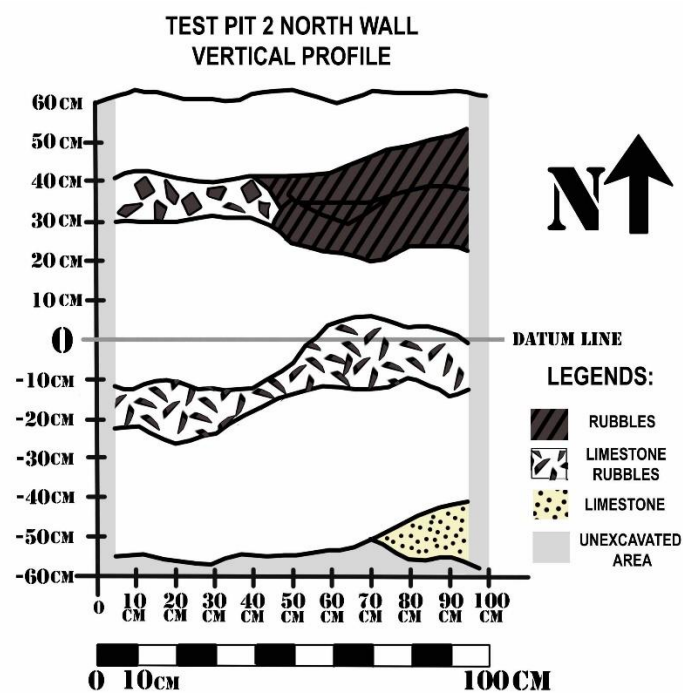 TEST PIT 2 NORTH WALL
VERTICAL PROFILE
60CM
50CM
40CM
30CM
20CM
10CM
0
-10CM
-20CM
-30CM
-40CM
-50CM
-60CM
N
DATUM LINE
LEGENDS:
RUBBLES
LIMESTONE
RUBBLES
LIMESTONE
UNEXCAVATED
AREA
0 10 20 30 40 50 60 70 80 90 100
CM CM CM CM CM CM CM CM CM CM
0 10CM 100CM